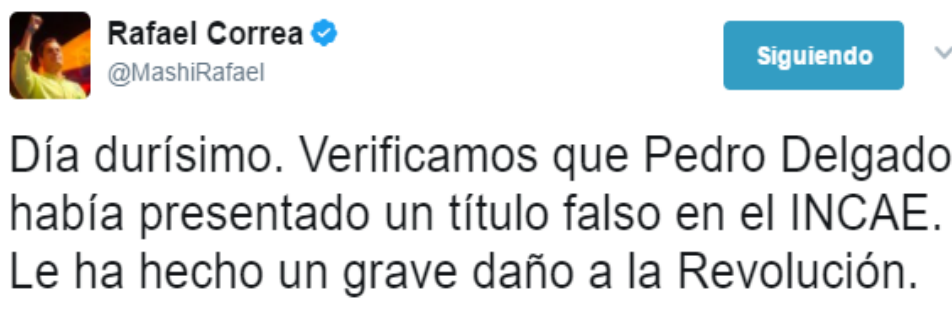 Rafael Correa
@MashiRafael
Siguiendo
Día durísimo. Verificamos que Pedro Delgado
había presentado un título falso en el INCAE.
Le ha hecho un grave daño a la Revolución.